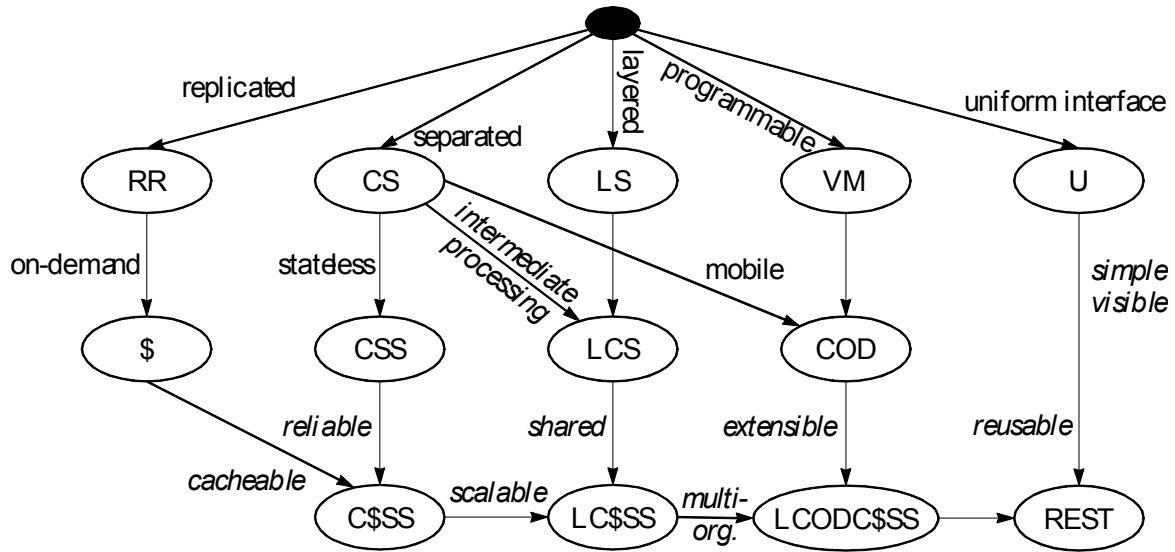 layered
programmable
replicated
uniform interface
separated
RR
CS
LS
VM
U
intermediate
processing
on-demand
stateless
mobile
simple
visible
$
CSS
LCS
COD
reliable
shared
extensible
reusable
cacheable
scalable
multi-
org.
C$SS
LC$SS
LCODC$SS
REST